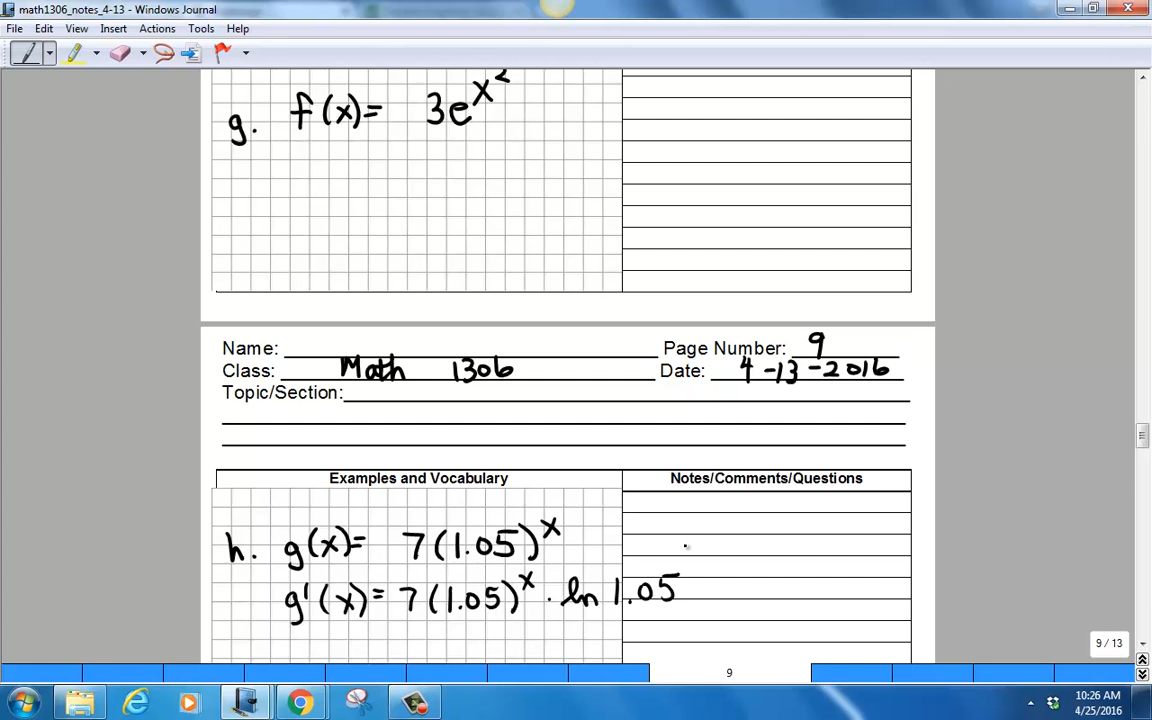 math1306_notes_4-13 - Windows Journal
File Edit View Insert Actions Tools Help
g. f(x)= 3e^x²
Name:
Page Number: 9
Class: Math 1306
Date: 4-13-2016
Topic/Section:
Examples and Vocabulary
Notes/Comments/Questions
h. g(x)= 7(1.05)^x
g'(x)= 7(1.05)^x · ln 1.05
9 / 13
9
10:26 AM
4/25/2016